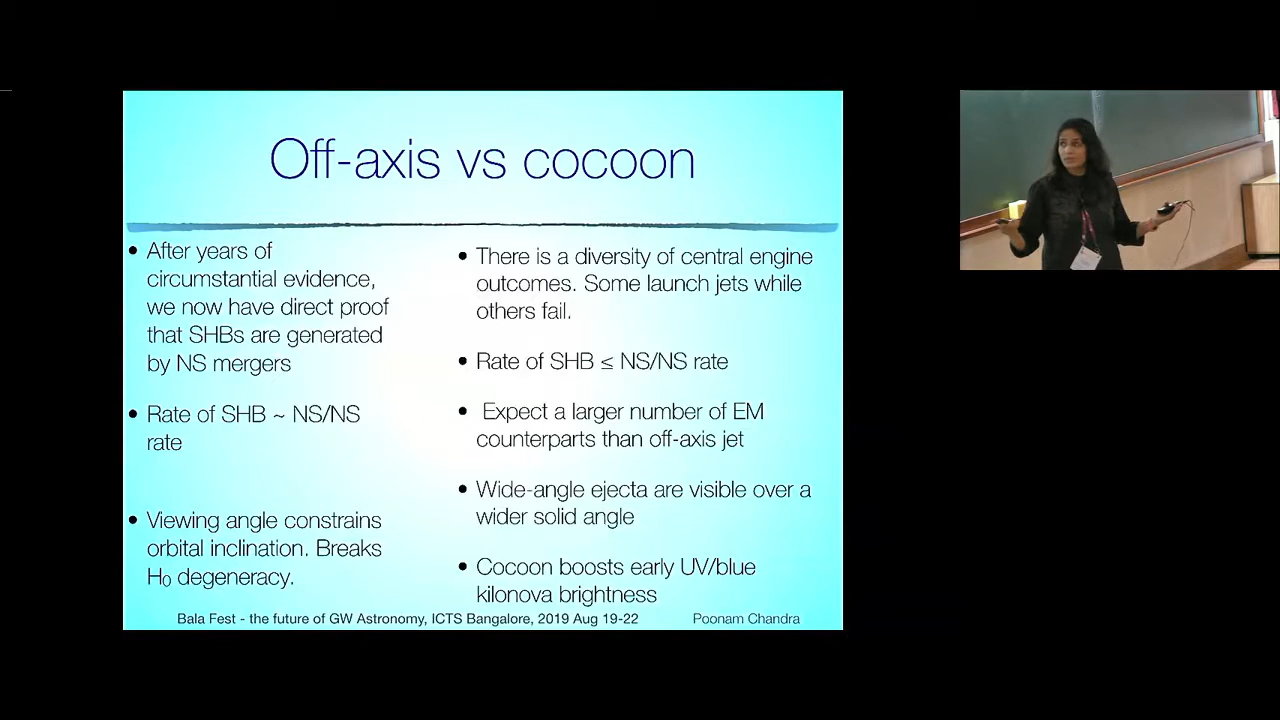 Off-axis vs cocoon
• After years of
circumstantial evidence,
we now have direct proof
that SHBs are generated
by NS mergers
• Rate of SHB ~ NS/NS
rate
• Viewing angle constrains
orbital inclination. Breaks
H₀ degeneracy.
• There is a diversity of central engine
outcomes. Some launch jets while
others fail.
• Rate of SHB ≤ NS/NS rate
• Expect a larger number of EM
counterparts than off-axis jet
• Wide-angle ejecta are visible over a
wider solid angle
• Cocoon boosts early UV/blue
kilonova brightness
Bala Fest - the future of GW Astronomy, ICTS Bangalore, 2019 Aug 19-22 Poonam Chandra